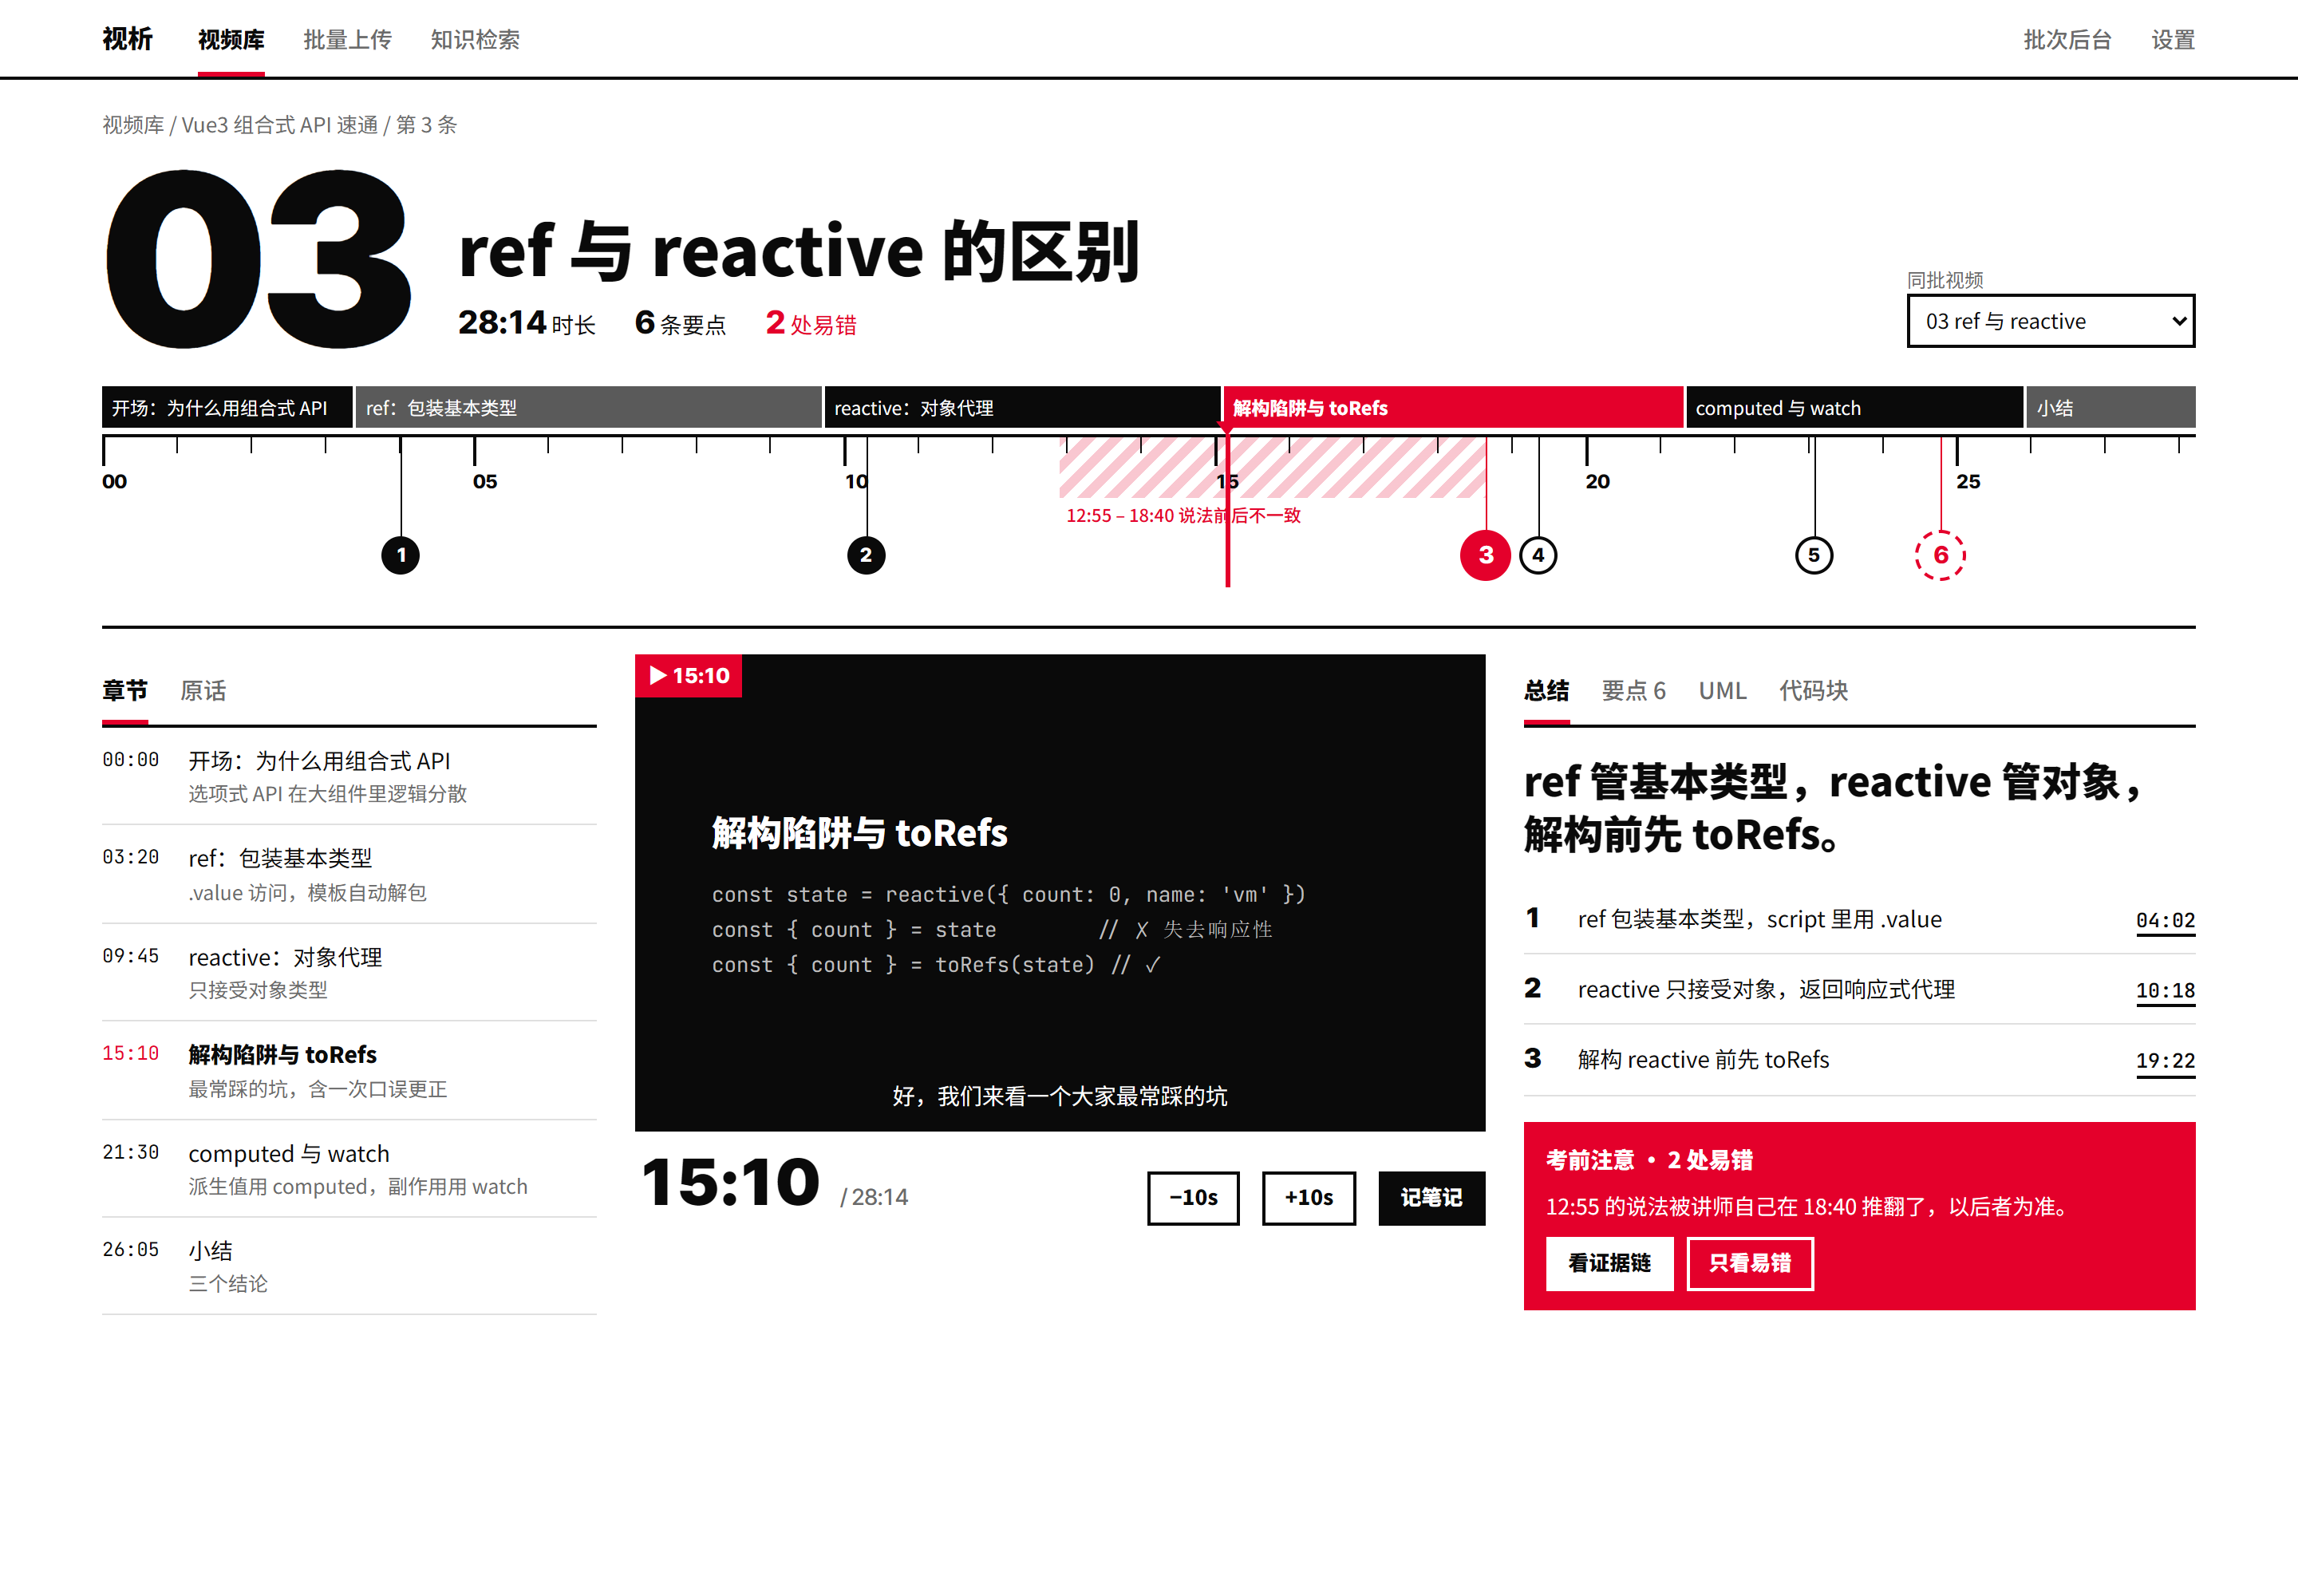 视析 视频库 批量上传 知识检索 批次后台 设置
视频库 / Vue3 组合式 API 速通 / 第 3 条
03
ref 与 reactive 的区别
28:14 时长 6 条要点 2 处易错
同批视频
03 ref 与 reactive
开场：为什么用组合式 API ref：包装基本类型 reactive：对象代理 解构陷阱与 toRefs computed 与 watch 小结
00 05 10 15 20 25
12:55 – 18:40 说法前后不一致
1 2 3 4 5 6
章节 原话
00:00 开场：为什么用组合式 API
选项式 API 在大组件里逻辑分散
03:20 ref：包装基本类型
.value 访问，模板自动解包
09:45 reactive：对象代理
只接受对象类型
15:10 解构陷阱与 toRefs
最常踩的坑，含一次口误更正
21:30 computed 与 watch
派生值用 computed，副作用用 watch
26:05 小结
三个结论
▶ 15:10
解构陷阱与 toRefs
const state = reactive({ count: 0, name: 'vm' })
const { count } = state // ✗ 失去响应性
const { count } = toRefs(state) // ✓
好，我们来看一个大家最常踩的坑
15:10 / 28:14
−10s +10s 记笔记
总结 要点 6 UML 代码块
ref 管基本类型，reactive 管对象，
解构前先 toRefs。
1 ref 包装基本类型，script 里用 .value 04:02
2 reactive 只接受对象，返回响应式代理 10:18
3 解构 reactive 前先 toRefs 19:22
考前注意 · 2 处易错
12:55 的说法被讲师自己在 18:40 推翻了，以后者为准。
看证据链 只看易错